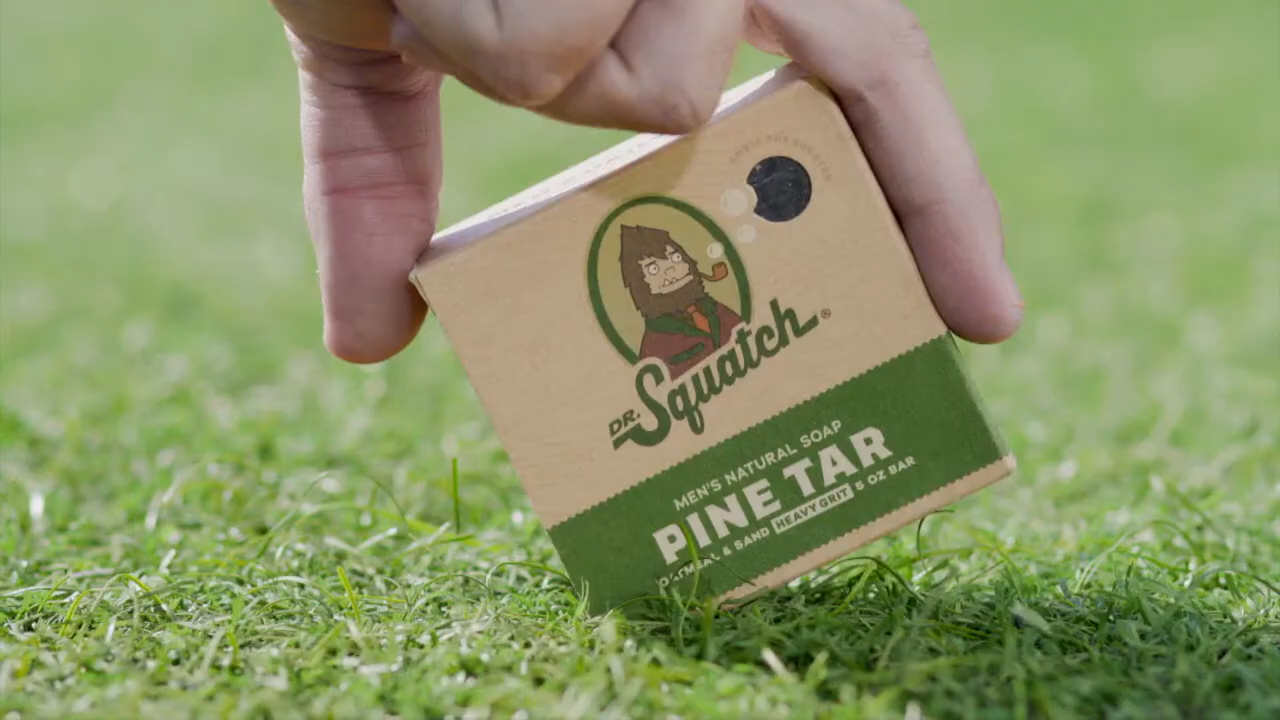 DR. Squatch®
MEN'S NATURAL SOAP
PINE TAR
OATMEAL & SAND HEAVY GRIT 5 OZ BAR